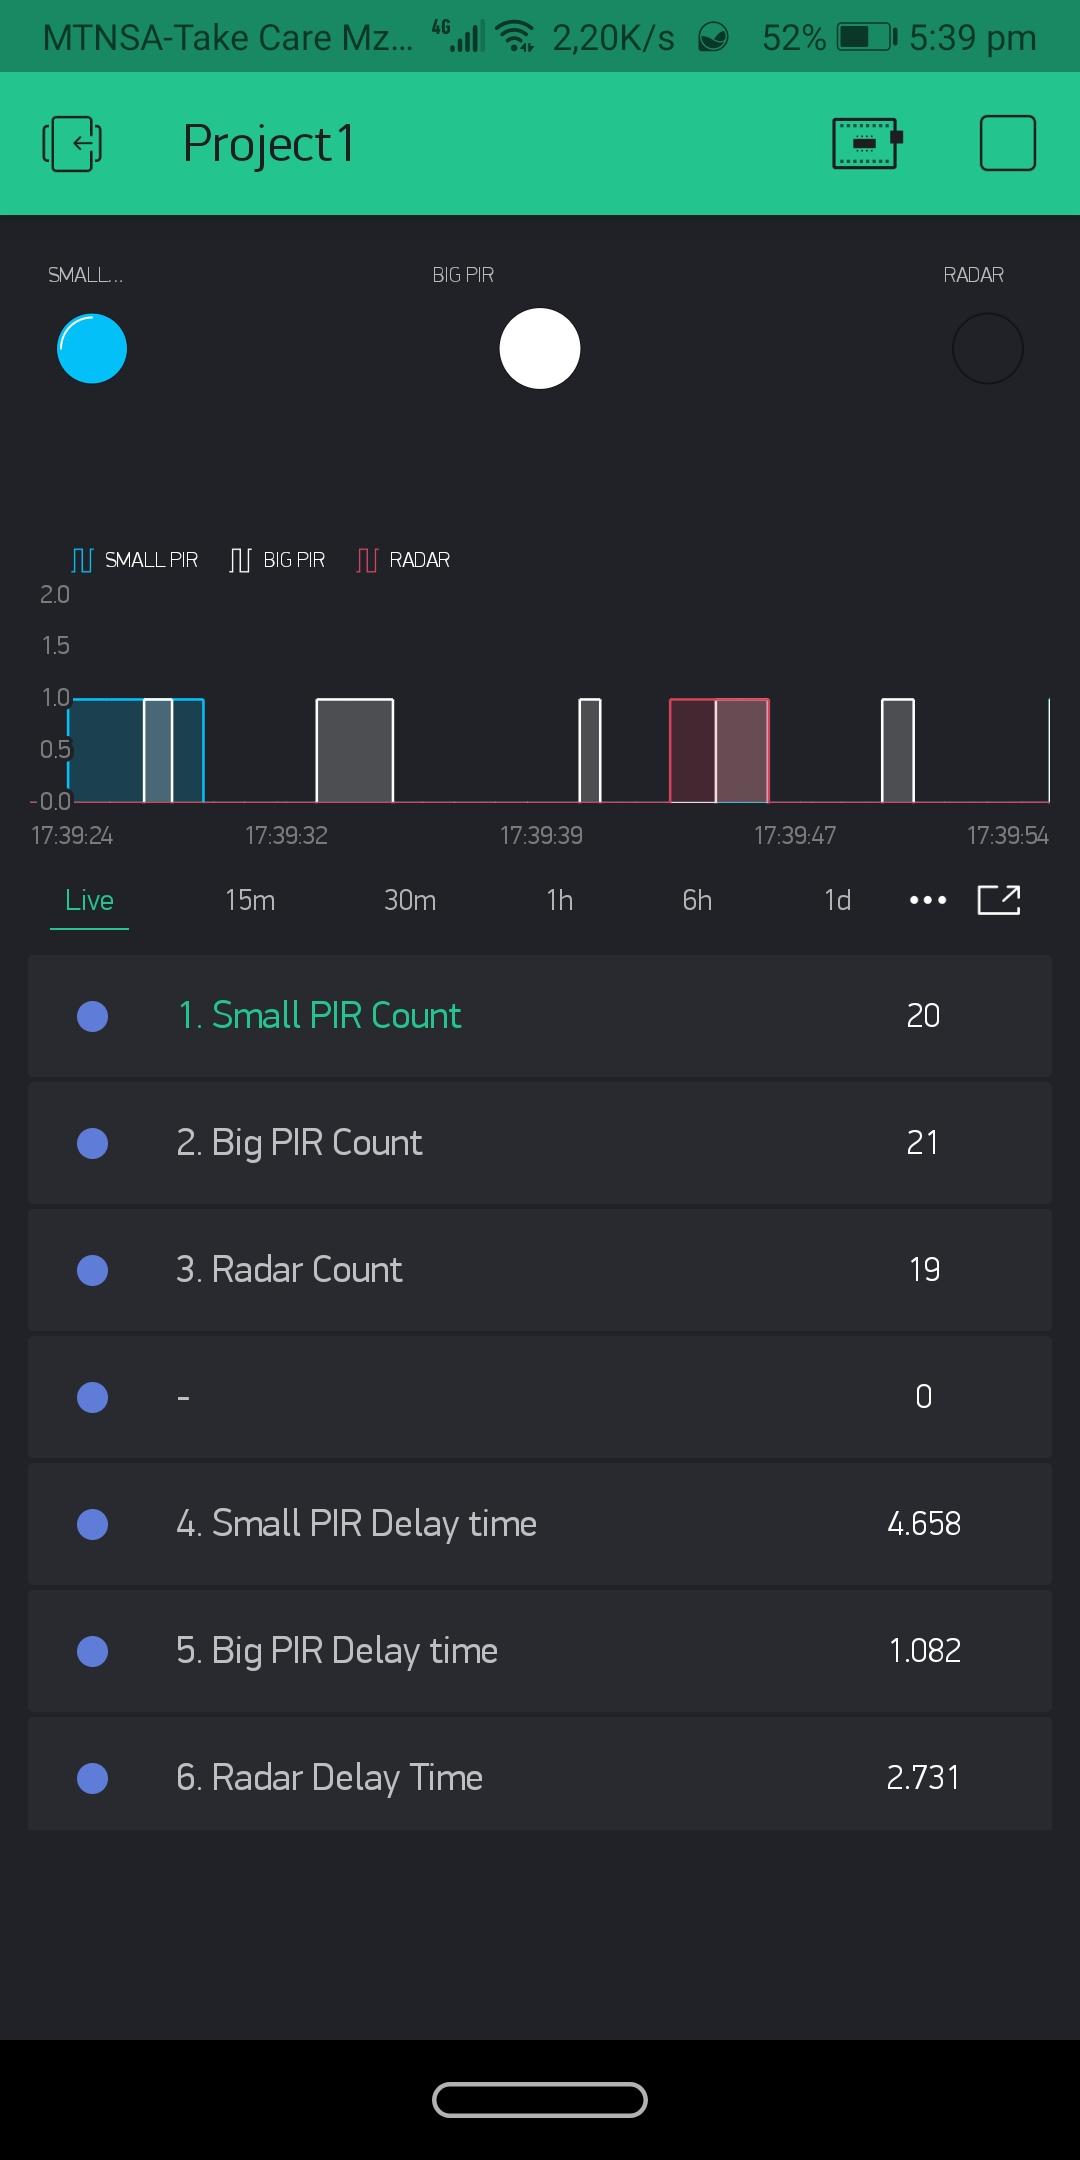 MTNSA-Take Care Mz... 4G 2,20K/s 52% 5:39 pm
Project1
SMALL... BIG PIR RADAR
SMALL PIR BIG PIR RADAR
2.0
1.5
1.0
0.5
-0.0
17:39:24 17:39:32 17:39:39 17:39:47 17:39:54
Live 15m 30m 1h 6h 1d •••
1. Small PIR Count 20
2. Big PIR Count 21
3. Radar Count 19
- 0
4. Small PIR Delay time 4.658
5. Big PIR Delay time 1.082
6. Radar Delay Time 2.731